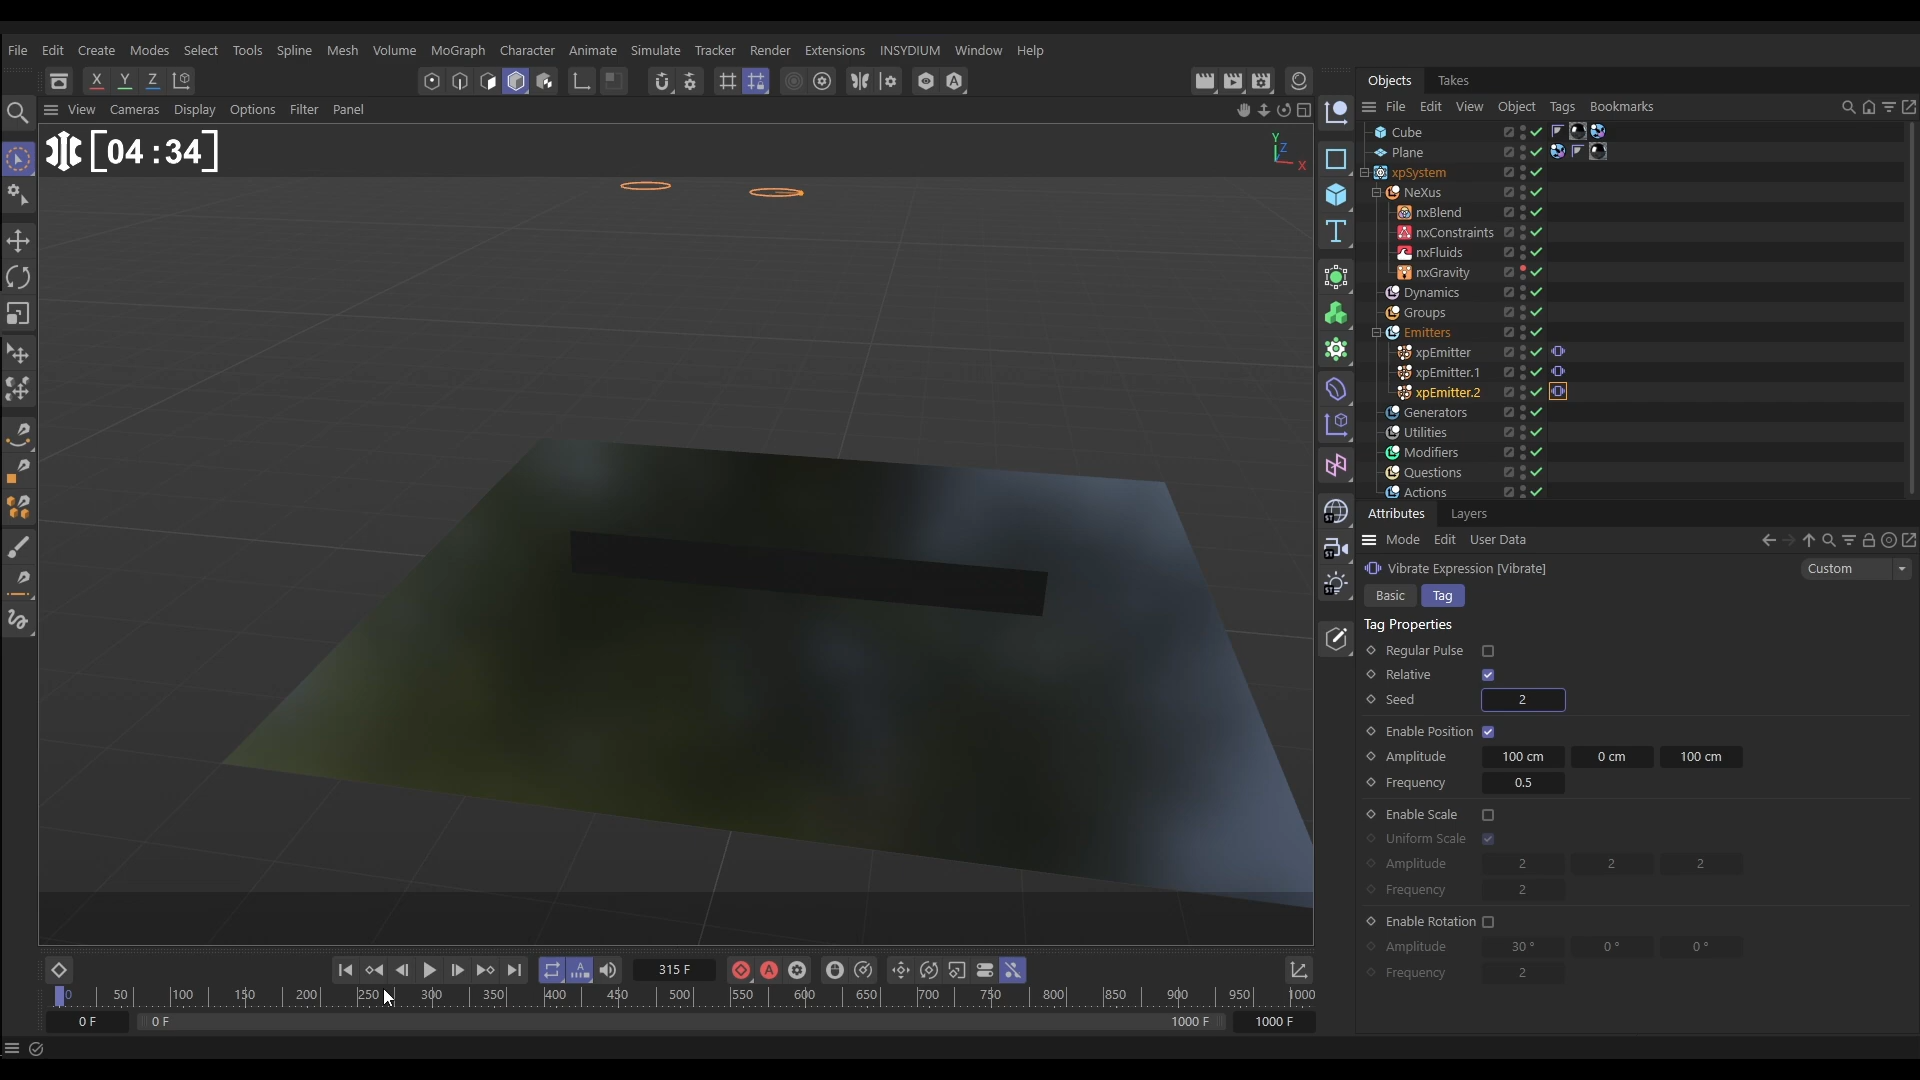 File Edit Create Modes Select Tools Spline Mesh Volume MoGraph Character Animate Simulate Tracker Render Extensions INSYDIUM Window Help
X Y Z
Objects Takes
View Cameras Display Options Filter Panel
File Edit View Object Tags Bookmarks
[04:34]
Y
Z
X
Cube
Plane
xpSystem
NeXus
nxBlend
nxConstraints
nxFluids
nxGravity
Dynamics
Groups
Emitters
xpEmitter
xpEmitter.1
xpEmitter.2
Generators
Utilities
Modifiers
Questions
Actions
Attributes Layers
Mode Edit User Data
Vibrate Expression [Vibrate] Custom
Basic Tag
Tag Properties
Regular Pulse
Relative
Seed 2
Enable Position
Amplitude 100 cm 0 cm 100 cm
Frequency 0.5
Enable Scale
Uniform Scale
Amplitude 2 2 2
Frequency 2
Enable Rotation
Amplitude 30 ° 0 ° 0 °
Frequency 2
315 F
0 50 100 150 200 250 300 350 400 450 500 550 600 650 700 750 800 850 900 950 1000
0 F 0 F 1000 F 1000 F